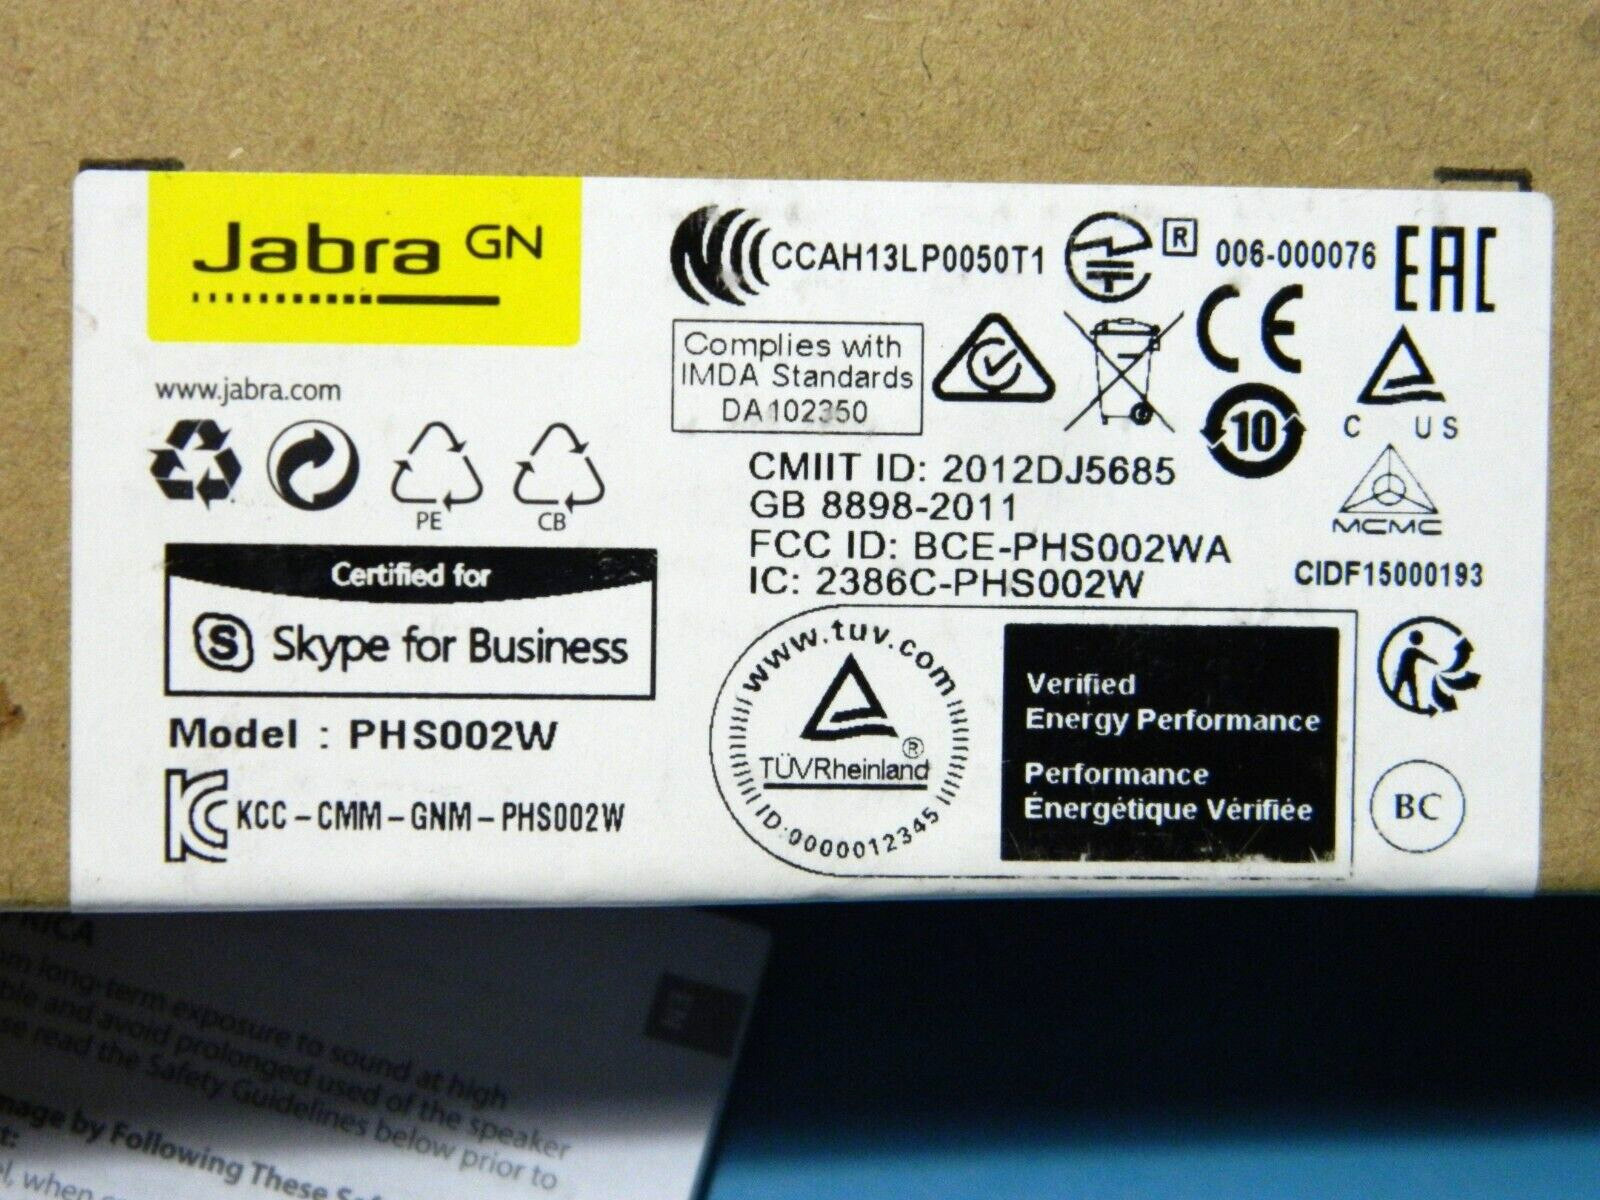 Jabra GN
www.jabra.com
PE
CB
Certified for
Skype for Business
Model : PHS002W
KCC-CMM-GNM-PHS002W
CCAH13LP0050T1
R 006-000076
EAC
Complies with
IMDA Standards
DA102350
CE
10
C US
CMIIT ID: 2012DJ5685
GB 8898-2011
FCC ID: BCE-PHS002WA
IC: 2386C-PHS002W
MCMC
CIDF15000193
www.tuv.com
TÜVRheinland®
ID:0000012345
Verified
Energy Performance
Performance
Énergétique Vérifiée
BC
long-term exposure to sound at high
and avoid prolonged used of the speaker
read the Safety Guidelines below prior to
by Following These
when